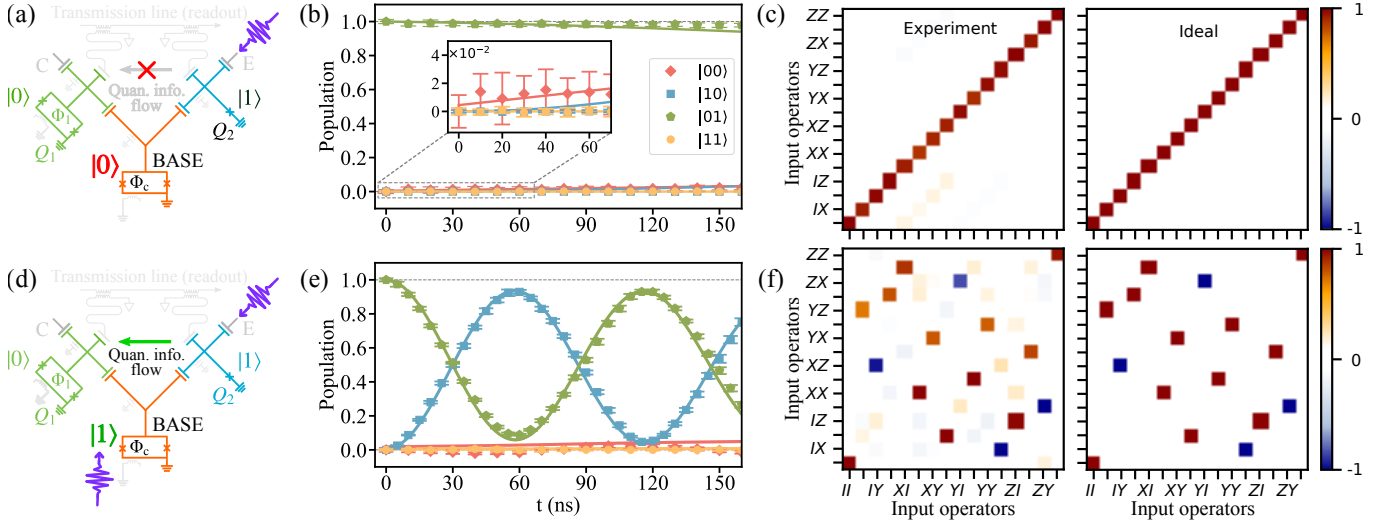 (a)
Transmission line (readout)
C
E
|0⟩
Quan. info.
flow
|1⟩
Φ₁
Q₁
Q₂
|0⟩
BASE
Φc
(b)
Population
1.0
0.8
0.6
0.4
0.2
0.0
×10⁻²
4
2
0
0
20
40
60
|00⟩
|10⟩
|01⟩
|11⟩
0
30
60
90
120
150
(c)
Input operators
ZZ
ZX
YZ
YX
XZ
XX
IZ
IX
Experiment
Ideal
1
0
-1
(d)
Transmission line (readout)
C
E
|0⟩
Quan. info.
flow
|1⟩
Φ₁
Q₁
Q₂
|1⟩
BASE
Φc
(e)
Population
1.0
0.8
0.6
0.4
0.2
0.0
0
30
60
90
120
150
t (ns)
(f)
Input operators
ZZ
ZX
YZ
YX
XZ
XX
IZ
IX
II
IY
XI
XY
YI
YY
ZI
ZY
Input operators
II
IY
XI
XY
YI
YY
ZI
ZY
Input operators
1
0
-1